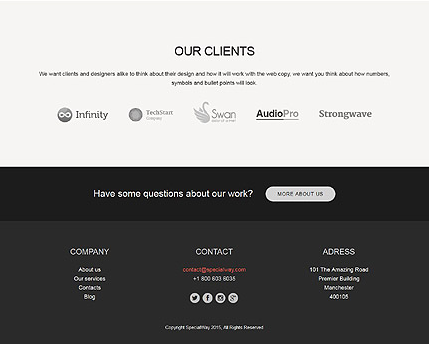 OUR CLIENTS
We want clients and designers alike to think about their design and how it will work with the web copy, we want you think about how numbers,
symbols and bullet points will look.
Infinity
TechStart
Company
Swan
AudioPro
Strongwave
Have some questions about our work?
MORE ABOUT US
COMPANY
CONTACT
ADRESS
About us
contact@specialway.com
101 The Amazing Road
Our services
+1 800 603 6035
Premier Building
Contacts
Manchester
Blog
400105
Copyright SpecialWay 2015, All Rights Reserved